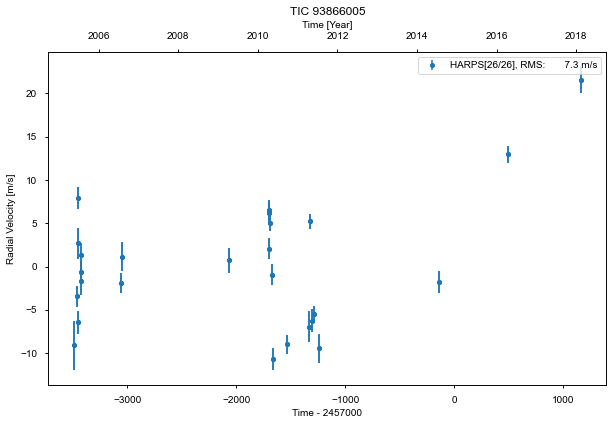 TIC 93866005
Time [Year]
2006 2008 2010 2012 2014 2016 2018
HARPS[26/26], RMS: 7.3 m/s
20
15
10
5
0
−5
−10
Radial Velocity [m/s]
−3000 −2000 −1000 0 1000
Time - 2457000